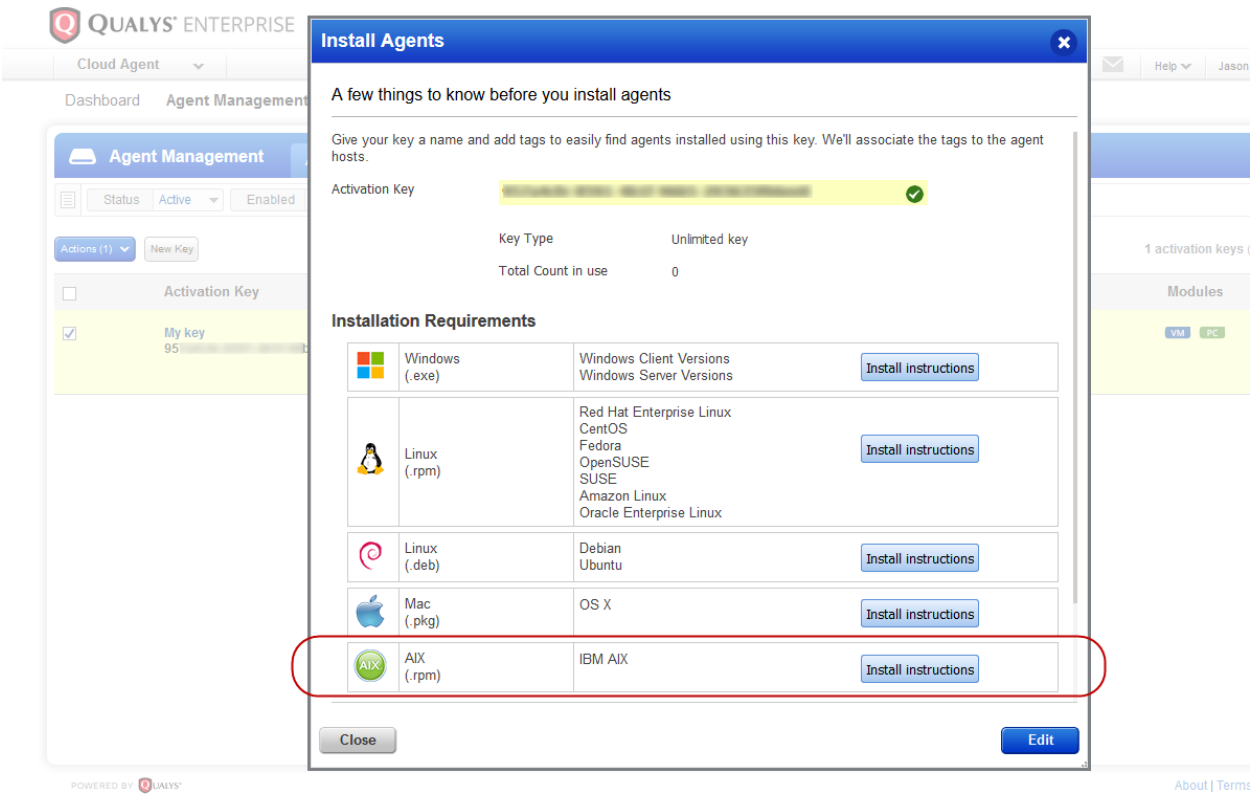 QUALYS® ENTERPRISE
Cloud Agent
Help
Jason
Dashboard Agent Management
Agent Management
Status Active Enabled
Actions (1) New Key
1 activation keys (
Activation Key
Modules
My key
95
VM PC
Install Agents
A few things to know before you install agents
Give your key a name and add tags to easily find agents installed using this key. We'll associate the tags to the agent
hosts.
Activation Key
Key Type Unlimited key
Total Count in use 0
Installation Requirements
Windows
(.exe)
Windows Client Versions
Windows Server Versions
Install instructions
Linux
(.rpm)
Red Hat Enterprise Linux
CentOS
Fedora
OpenSUSE
SUSE
Amazon Linux
Oracle Enterprise Linux
Install instructions
Linux
(.deb)
Debian
Ubuntu
Install instructions
Mac
(.pkg)
OS X
Install instructions
AIX
AIX
(.rpm)
IBM AIX
Install instructions
Close
Edit
POWERED BY QUALYS®
About | Terms